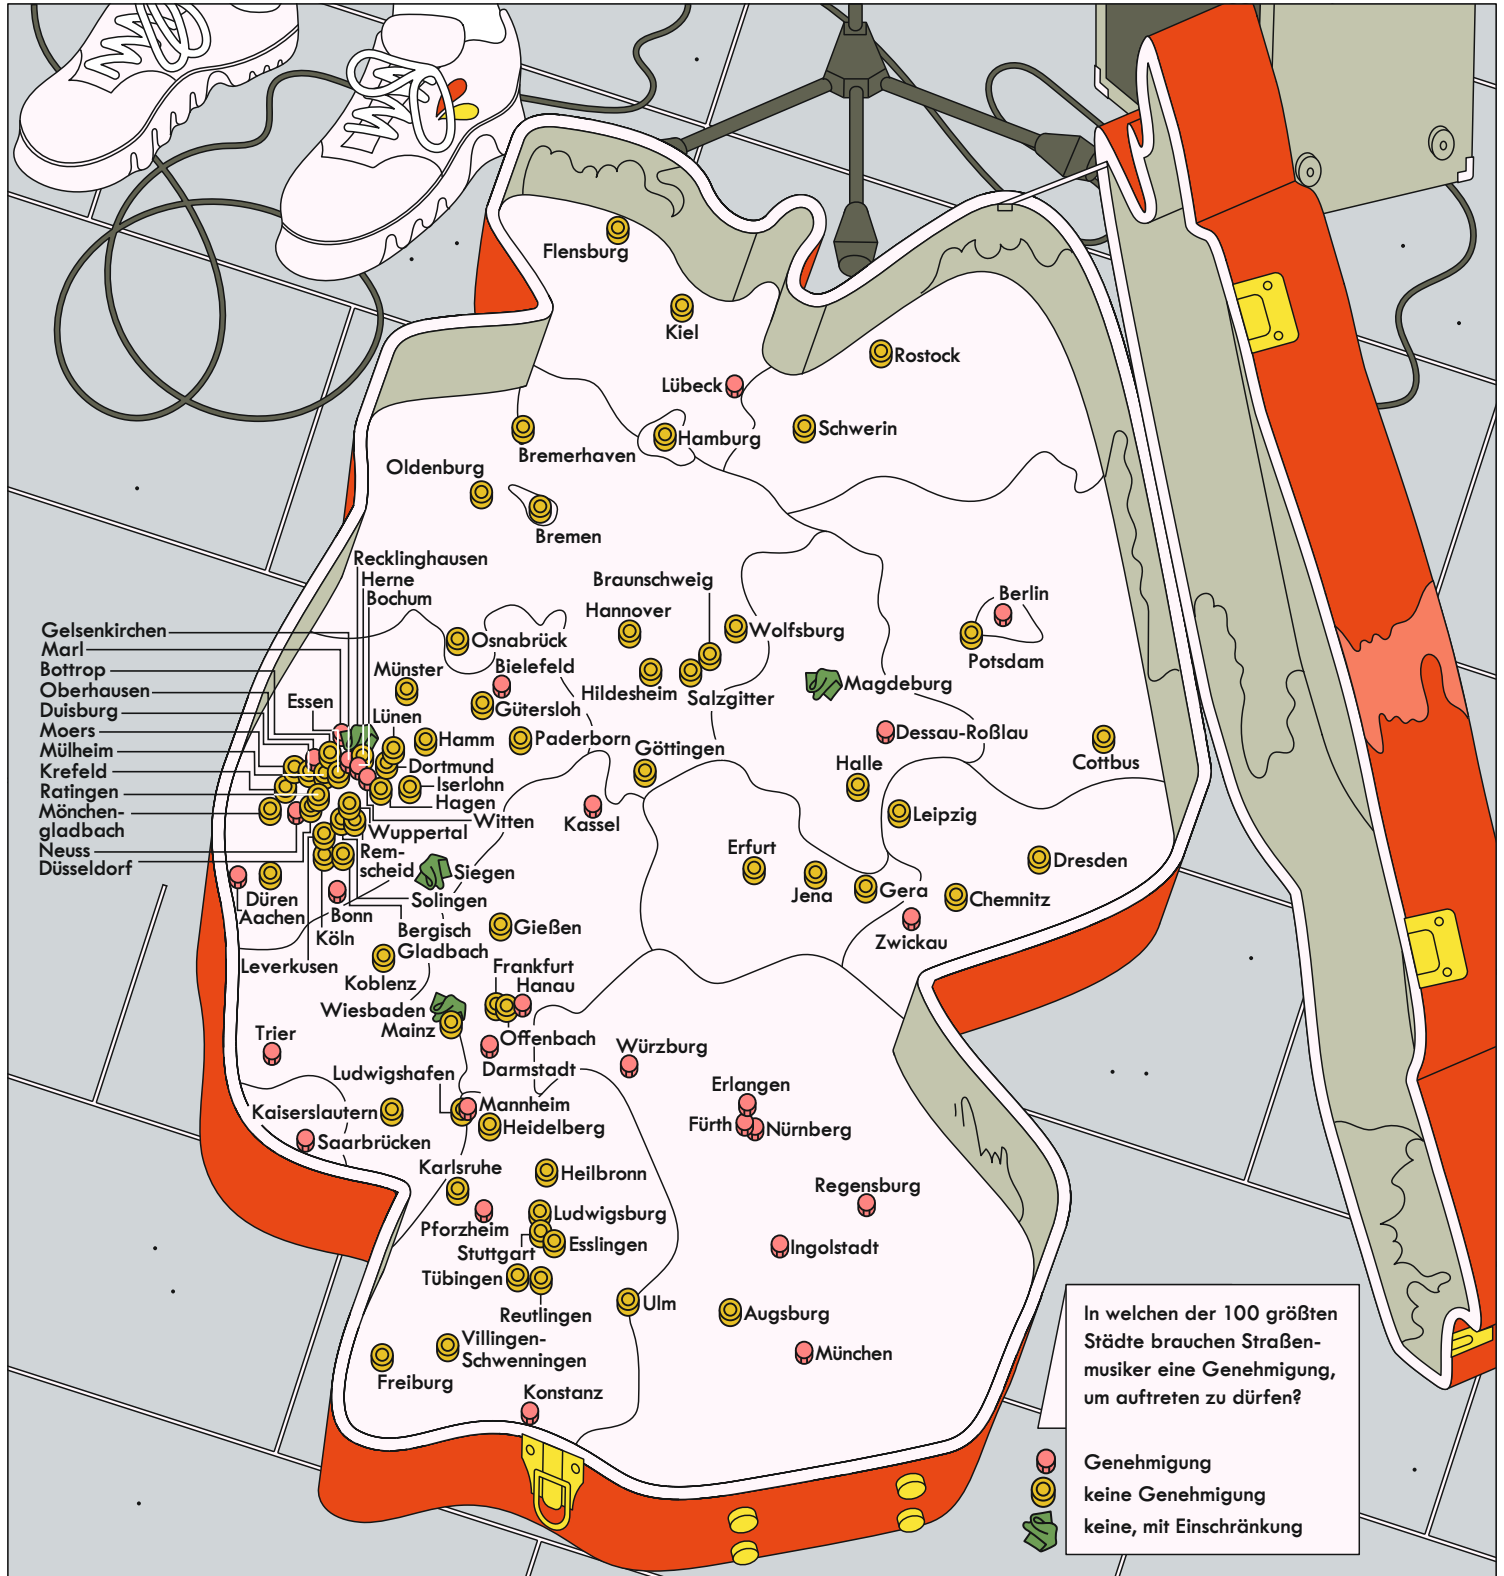 Flensburg
Kiel
Rostock
Lübeck
Hamburg
Schwerin
Bremerhaven
Oldenburg
Bremen
Recklinghausen
Herne
Bochum
Braunschweig
Hannover
Berlin
Gelsenkirchen
Marl
Bottrop
Oberhausen
Duisburg
Moers
Mülheim
Krefeld
Ratingen
Mönchen-
gladbach
Neuss
Düsseldorf
Essen
Osnabrück
Wolfsburg
Potsdam
Münster
Bielefeld
Hildesheim
Salzgitter
Magdeburg
Gütersloh
Lünen
Hamm
Paderborn
Göttingen
Dessau-Roßlau
Cottbus
Dortmund
Iserlohn
Hagen
Halle
Witten
Kassel
Leipzig
Wuppertal
Rem-
scheid
Siegen
Erfurt
Dresden
Düren
Aachen
Bonn
Solingen
Jena
Gera
Chemnitz
Köln
Bergisch
Gladbach
Gießen
Zwickau
Leverkusen
Koblenz
Frankfurt
Hanau
Wiesbaden
Mainz
Offenbach
Trier
Darmstadt
Würzburg
Ludwigshafen
Erlangen
Kaiserslautern
Mannheim
Fürth
Nürnberg
Heidelberg
Saarbrücken
Karlsruhe
Heilbronn
Regensburg
Pforzheim
Ludwigsburg
Stuttgart
Esslingen
Ingolstadt
Tübingen
Reutlingen
Ulm
Augsburg
Villingen-
Schwenningen
München
Freiburg
Konstanz
In welchen der 100 größten
Städte brauchen Straßen-
musiker eine Genehmigung,
um auftreten zu dürfen?
Genehmigung
keine Genehmigung
keine, mit Einschränkung